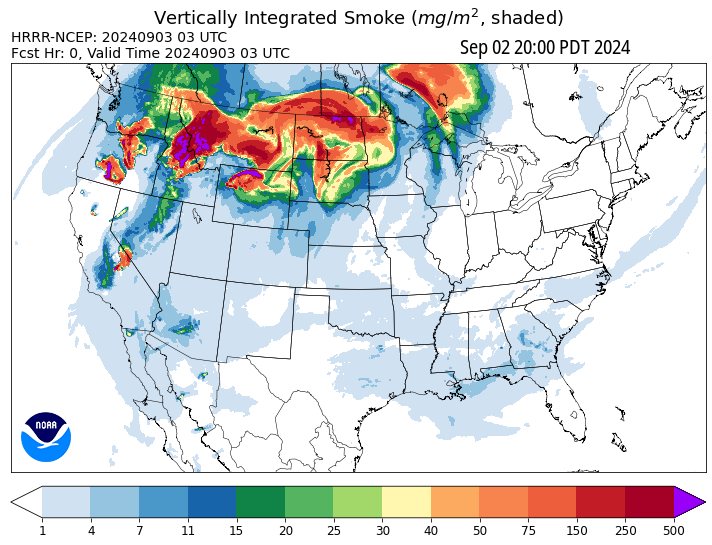 Vertically Integrated Smoke (mg/m², shaded)
HRRR-NCEP: 20240903 03 UTC
Fcst Hr: 0, Valid Time 20240903 03 UTC
Sep 02 20:00 PDT 2024
NOAA
1 4 7 11 15 20 25 30 40 50 75 150 250 500